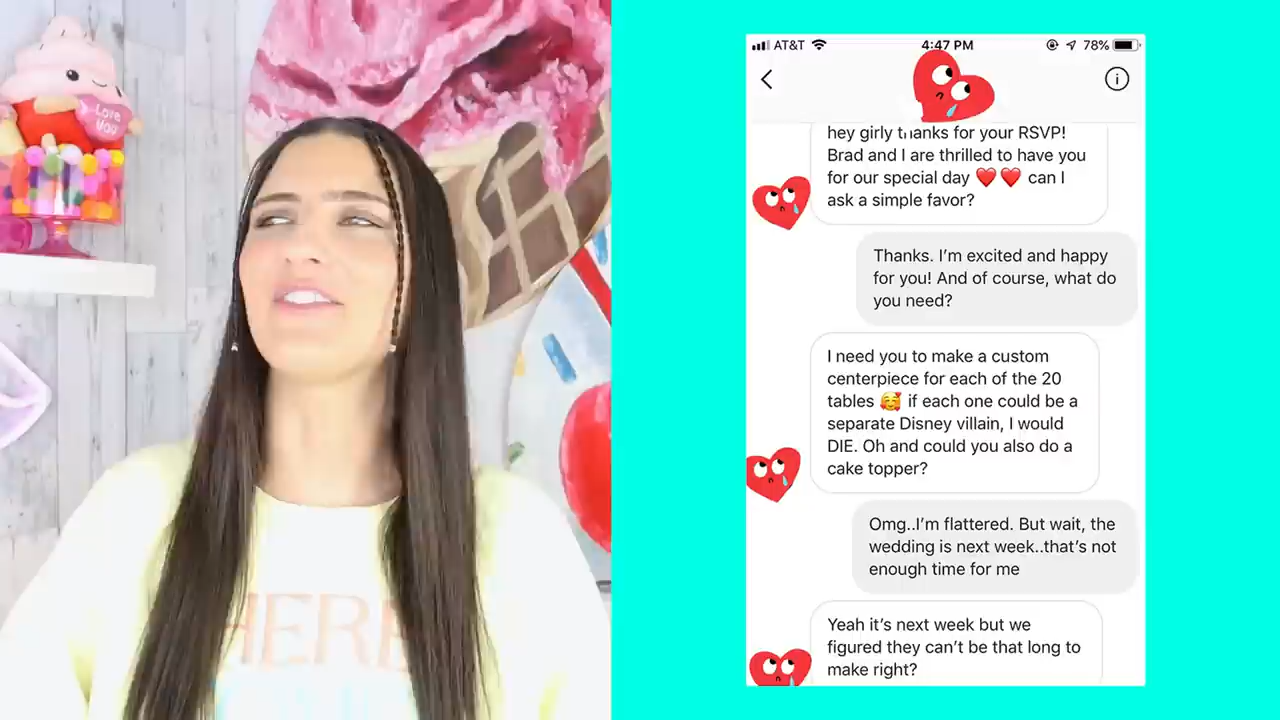 Love
You
HERE
AT&T 4:47 PM 78%
hey girly thanks for your RSVP!
Brad and I are thrilled to have you
for our special day ❤️❤️ can I
ask a simple favor?
Thanks. I’m excited and happy
for you! And of course, what do
you need?
I need you to make a custom
centerpiece for each of the 20
tables 🥰 if each one could be a
separate Disney villain, I would
DIE. Oh and could you also do a
cake topper?
Omg..I’m flattered. But wait, the
wedding is next week..that’s not
enough time for me
Yeah it’s next week but we
figured they can’t be that long to
make right?